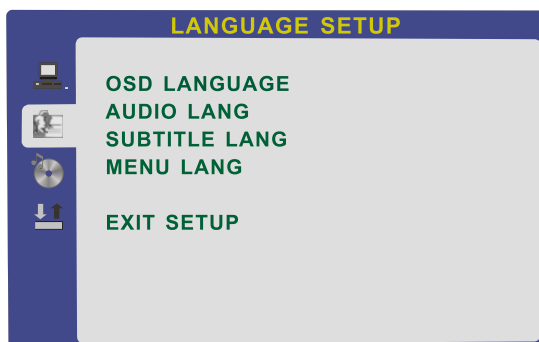 LANGUAGE SETUP
OSD LANGUAGE
AUDIO LANG
SUBTITLE LANG
MENU LANG
EXIT SETUP